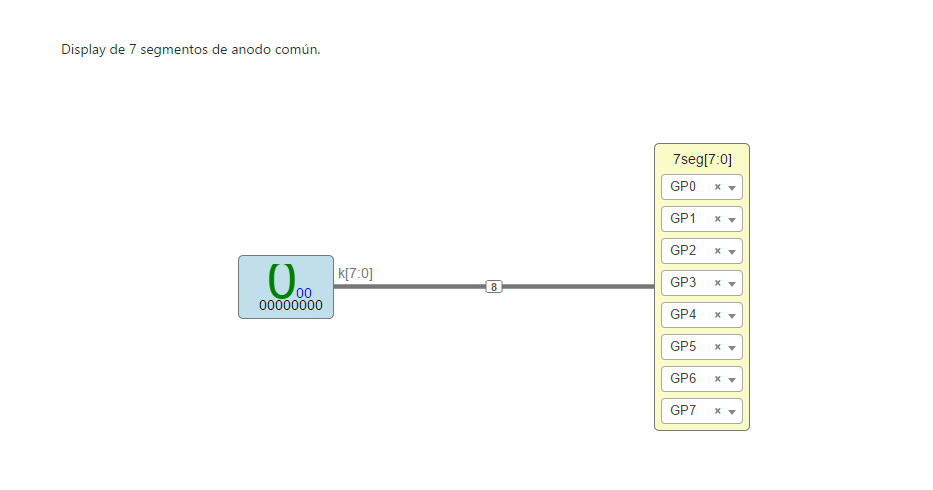 Display de 7 segmentos de anodo común.
7seg[7:0]
GP0 × ▾
GP1 × ▾
GP2 × ▾
GP3 × ▾
GP4 × ▾
GP5 × ▾
GP6 × ▾
GP7 × ▾
k[7:0]
0 00
00000000
8